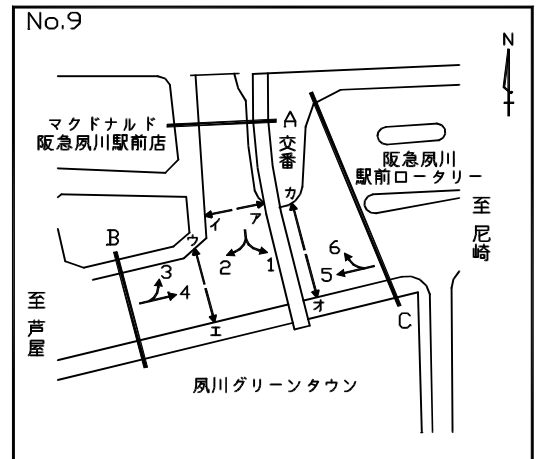 No.9
N
マクドナルド
阪急夙川駅前店
A
交番
阪急夙川
駅前ロータリー
カ
ア
イ
ウ
至尼崎
B
6
5
1
2
3
4
オ
C
エ
至芦屋
夙川グリーンタウン